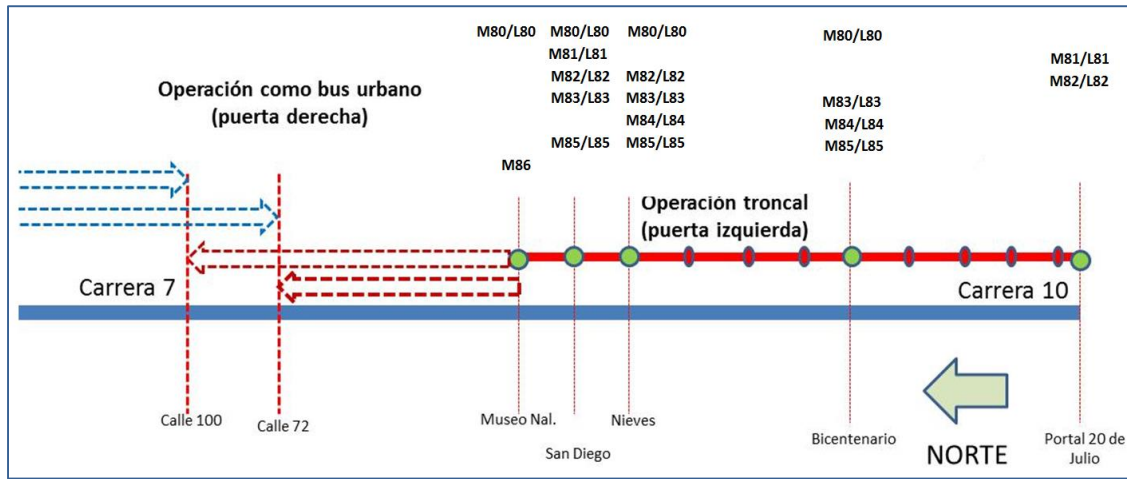 M80/L80
M86
M80/L80
M81/L81
M82/L82
M83/L83
M85/L85
M80/L80
M82/L82
M83/L83
M84/L84
M85/L85
M80/L80
M83/L83
M84/L84
M85/L85
M81/L81
M82/L82
Operación como bus urbano
(puerta derecha)
Operación troncal
(puerta izquierda)
Carrera 7
Carrera 10
Calle 100
Calle 72
Museo Nal.
San Diego
Nieves
Bicentenario
NORTE
Portal 20 de
Julio